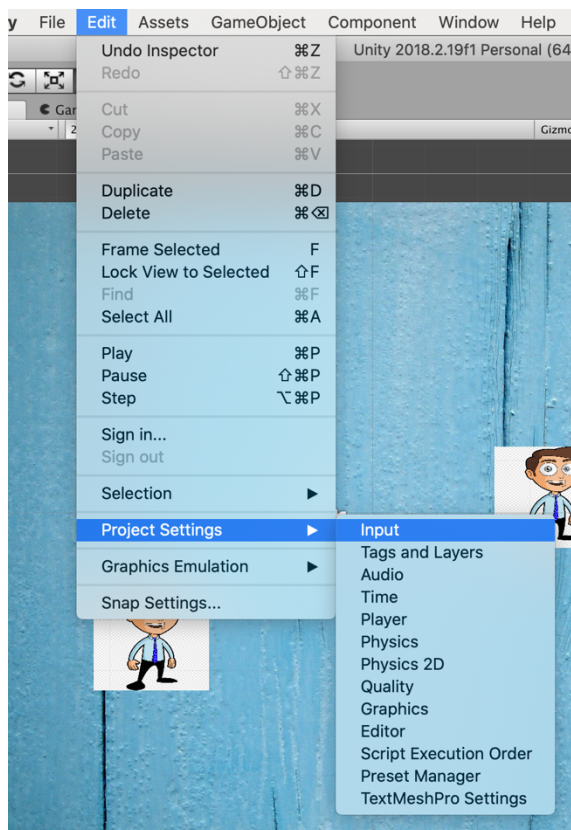 y File Edit Assets GameObject Component Window Help
Unity 2018.2.19f1 Personal (64
Undo Inspector ⌘Z
Redo ⇧⌘Z
Gar
Cut ⌘X
Copy ⌘C
2
Gizmo
Paste ⌘V
Duplicate ⌘D
Delete ⌘⌫
Frame Selected F
Lock View to Selected ⇧F
Find ⌘F
Select All ⌘A
Play ⌘P
Pause ⇧⌘P
Step ⌥⌘P
Sign in...
Sign out
Selection ▶
Project Settings ▶
Graphics Emulation ▶
Snap Settings...
Input
Tags and Layers
Audio
Time
Player
Physics
Physics 2D
Quality
Graphics
Editor
Script Execution Order
Preset Manager
TextMeshPro Settings